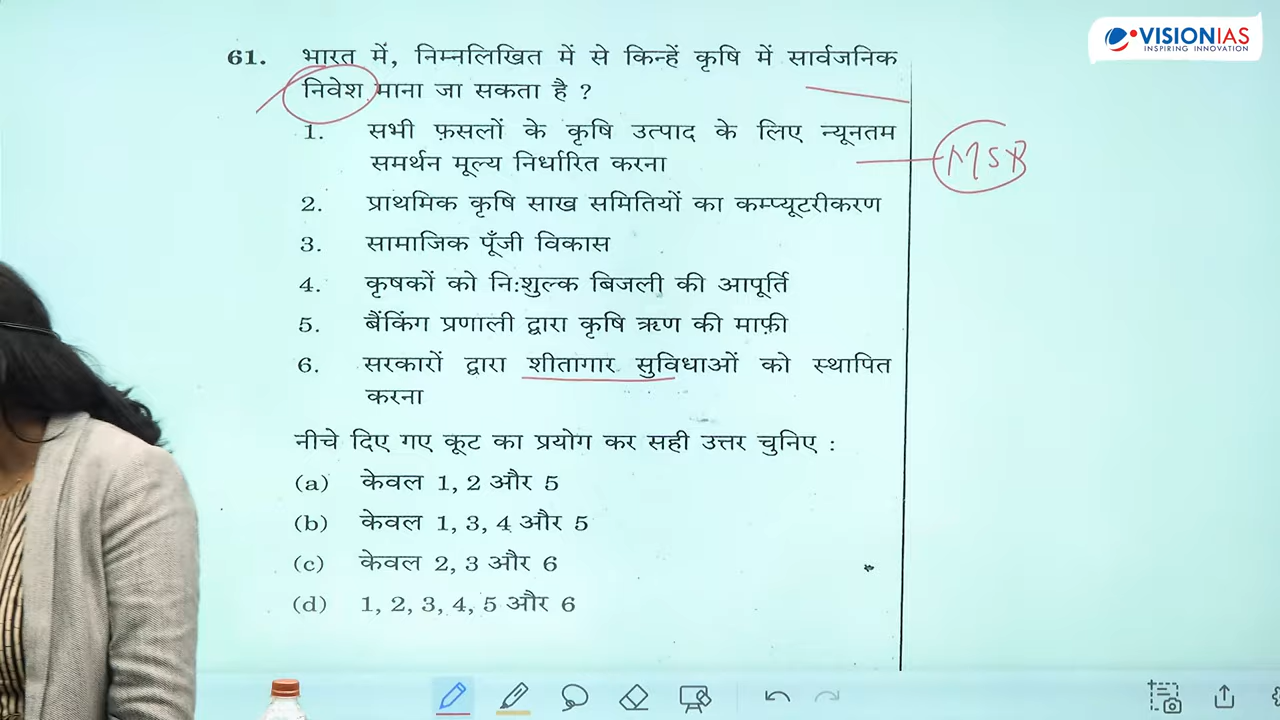 VISIONIAS
INSPIRING INNOVATION
61. भारत में, निम्नलिखित में से किन्हें कृषि में सार्वजनिक
निवेश माना जा सकता है ?
1. सभी फ़सलों के कृषि उत्पाद के लिए न्यूनतम
समर्थन मूल्य निर्धारित करना
2. प्राथमिक कृषि साख समितियों का कम्प्यूटरीकरण
3. सामाजिक पूँजी विकास
4. कृषकों को नि:शुल्क बिजली की आपूर्ति
5. बैंकिंग प्रणाली द्वारा कृषि ऋण की माफ़ी
6. सरकारों द्वारा शीतागार सुविधाओं को स्थापित
करना
नीचे दिए गए कूट का प्रयोग कर सही उत्तर चुनिए :
(a) केवल 1, 2 और 5
(b) केवल 1, 3, 4 और 5
(c) केवल 2, 3 और 6
(d) 1, 2, 3, 4, 5 और 6